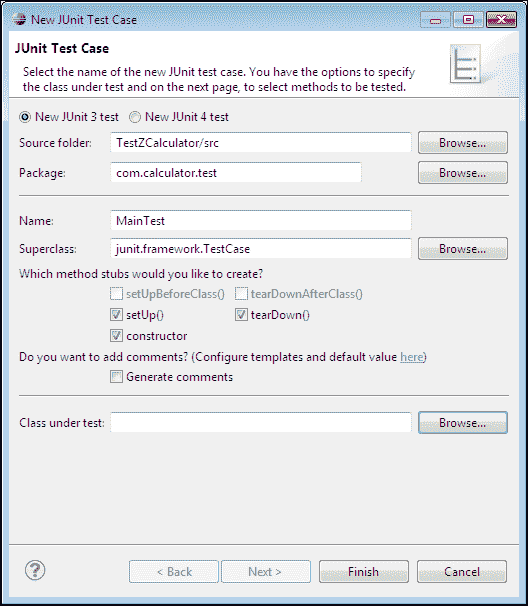 New JUnit Test Case
JUnit Test Case
Select the name of the new JUnit test case. You have the options to specify
the class under test and on the next page, to select methods to be tested.
New JUnit 3 test New JUnit 4 test
Source folder: TestZCalculator/src Browse...
Package: com.calculator.test Browse...
Name: MainTest
Superclass: junit.framework.TestCase Browse...
Which method stubs would you like to create?
setUpBeforeClass() tearDownAfterClass()
setUp() tearDown()
constructor
Do you want to add comments? (Configure templates and default value here)
Generate comments
Class under test: Browse...
? < Back Next > Finish Cancel